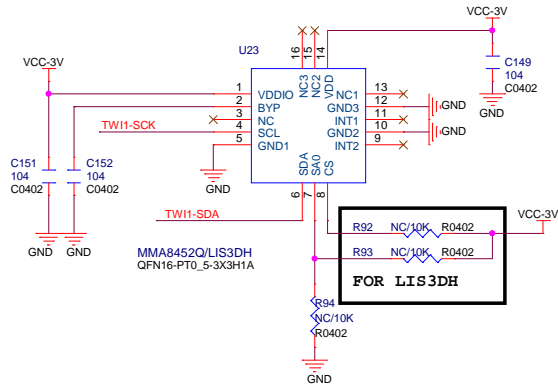 VCC-3V
U23
16
15
14
NC3
NC2
VDD
C149
104
C0402
GND
VCC-3V
1
VDDIO
NC1
13
2
BYP
GND3
12
GND
3
NC
INT1
11
TWI1-SCK
4
SCL
GND2
10
GND
5
GND1
INT2
9
SDA
SA0
CS
6
7
8
C151
104
C0402
C152
104
C0402
GND
TWI1-SDA
GND
GND
MMA8452Q/LIS3DH
QFN16-PT0_5-3X3H1A
R92
NC/10K
R0402
VCC-3V
R93
NC/10K
R0402
FOR LIS3DH
R94
NC/10K
R0402
GND